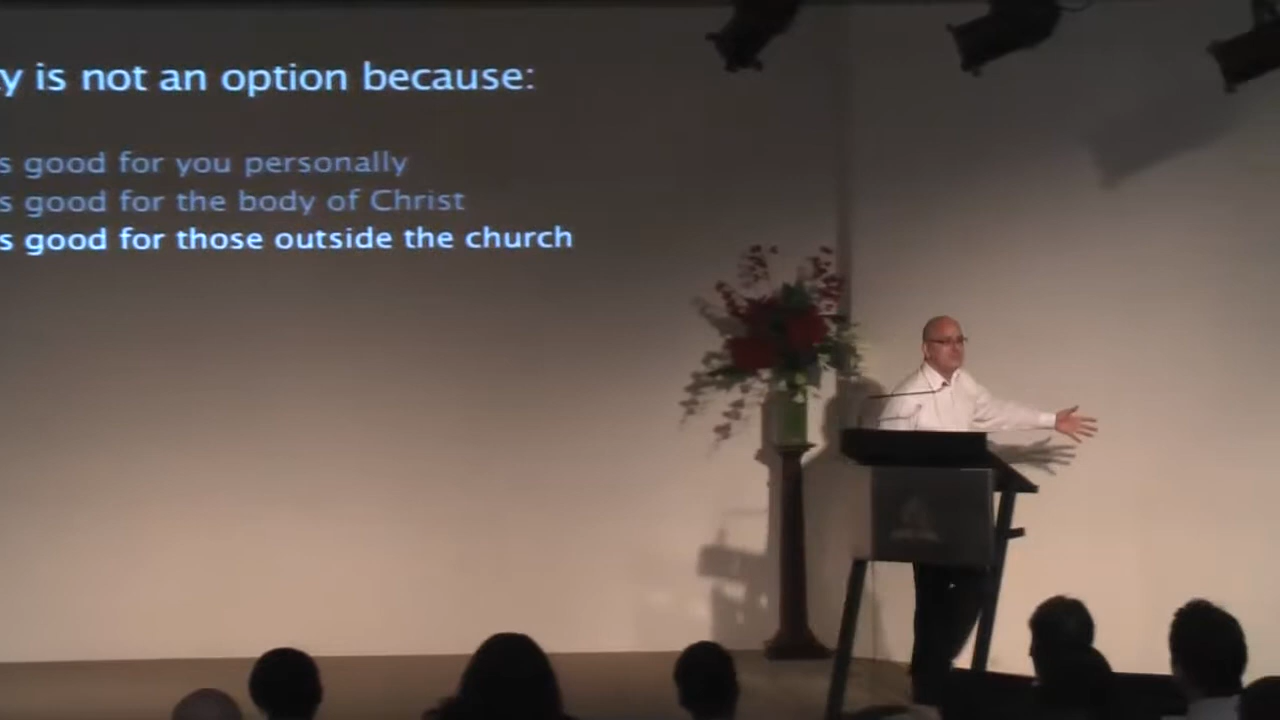 y is not an option because:
s good for you personally
s good for the body of Christ
s good for those outside the church